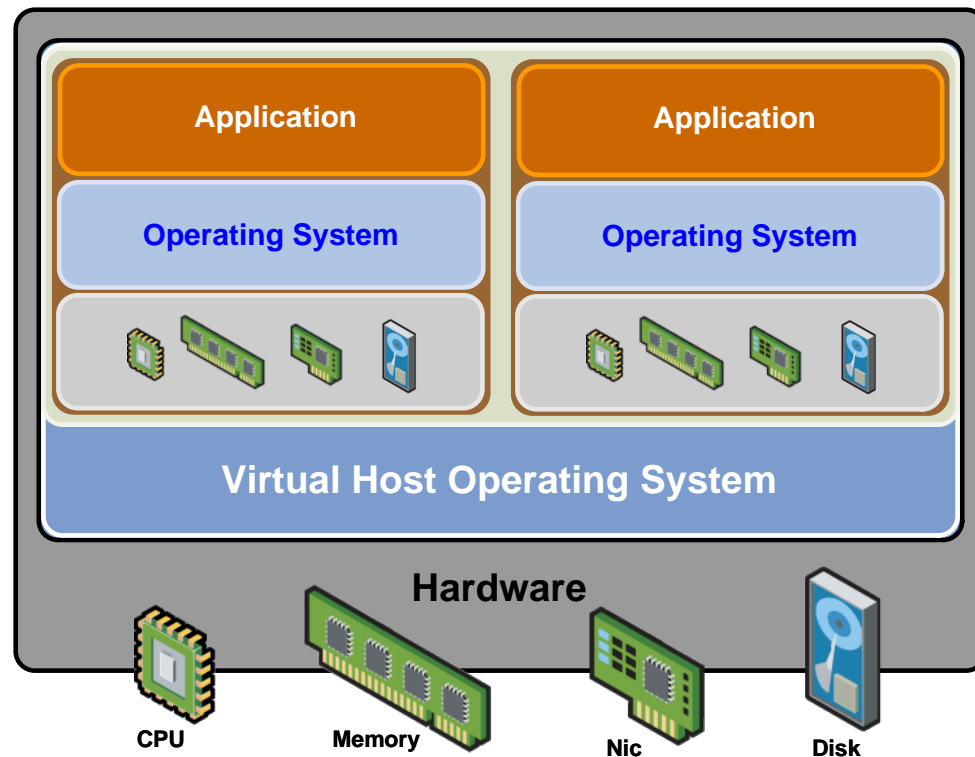 Application
Application
Operating System
Operating System
Virtual Host Operating System
Hardware
CPU
Memory
Nic
Disk